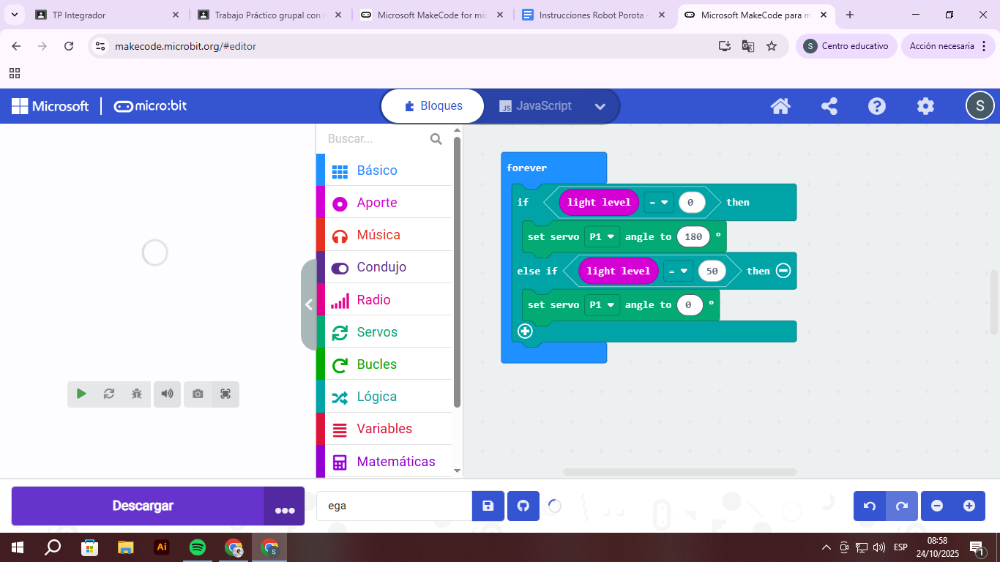 TP Integrador
Trabajo Práctico grupal con r
Microsoft MakeCode for mic
Instrucciones Robot Porota -
Microsoft MakeCode para m
makecode.microbit.org/#editor
S Centro educativo
Acción necesaria
Microsoft
micro:bit
Bloques
JS JavaScript
S
Buscar...
Básico
Aporte
Música
Condujo
Radio
Servos
Bucles
Lógica
Variables
Matemáticas
forever
if light level = 0 then
set servo P1 angle to 180 °
else if light level = 50 then
set servo P1 angle to 0 °
Descargar
ega
Ai
S
ESP
08:58
24/10/2025
1